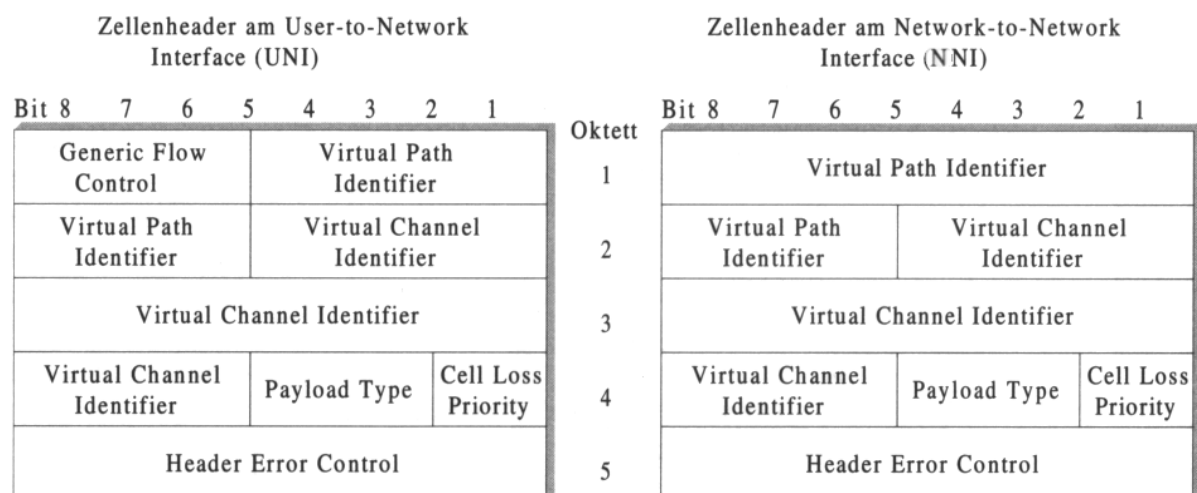 Zellenheader am User-to-Network
Interface (UNI)
Bit 8 7 6 5 4 3 2 1
Generic Flow
Control
Virtual Path
Identifier
Virtual Path
Identifier
Virtual Channel
Identifier
Virtual Channel Identifier
Virtual Channel
Identifier
Payload Type
Cell Loss
Priority
Header Error Control
Oktett
1
2
3
4
5
Zellenheader am Network-to-Network
Interface (NNI)
Bit 8 7 6 5 4 3 2 1
Virtual Path Identifier
Virtual Path
Identifier
Virtual Channel
Identifier
Virtual Channel Identifier
Virtual Channel
Identifier
Payload Type
Cell Loss
Priority
Header Error Control